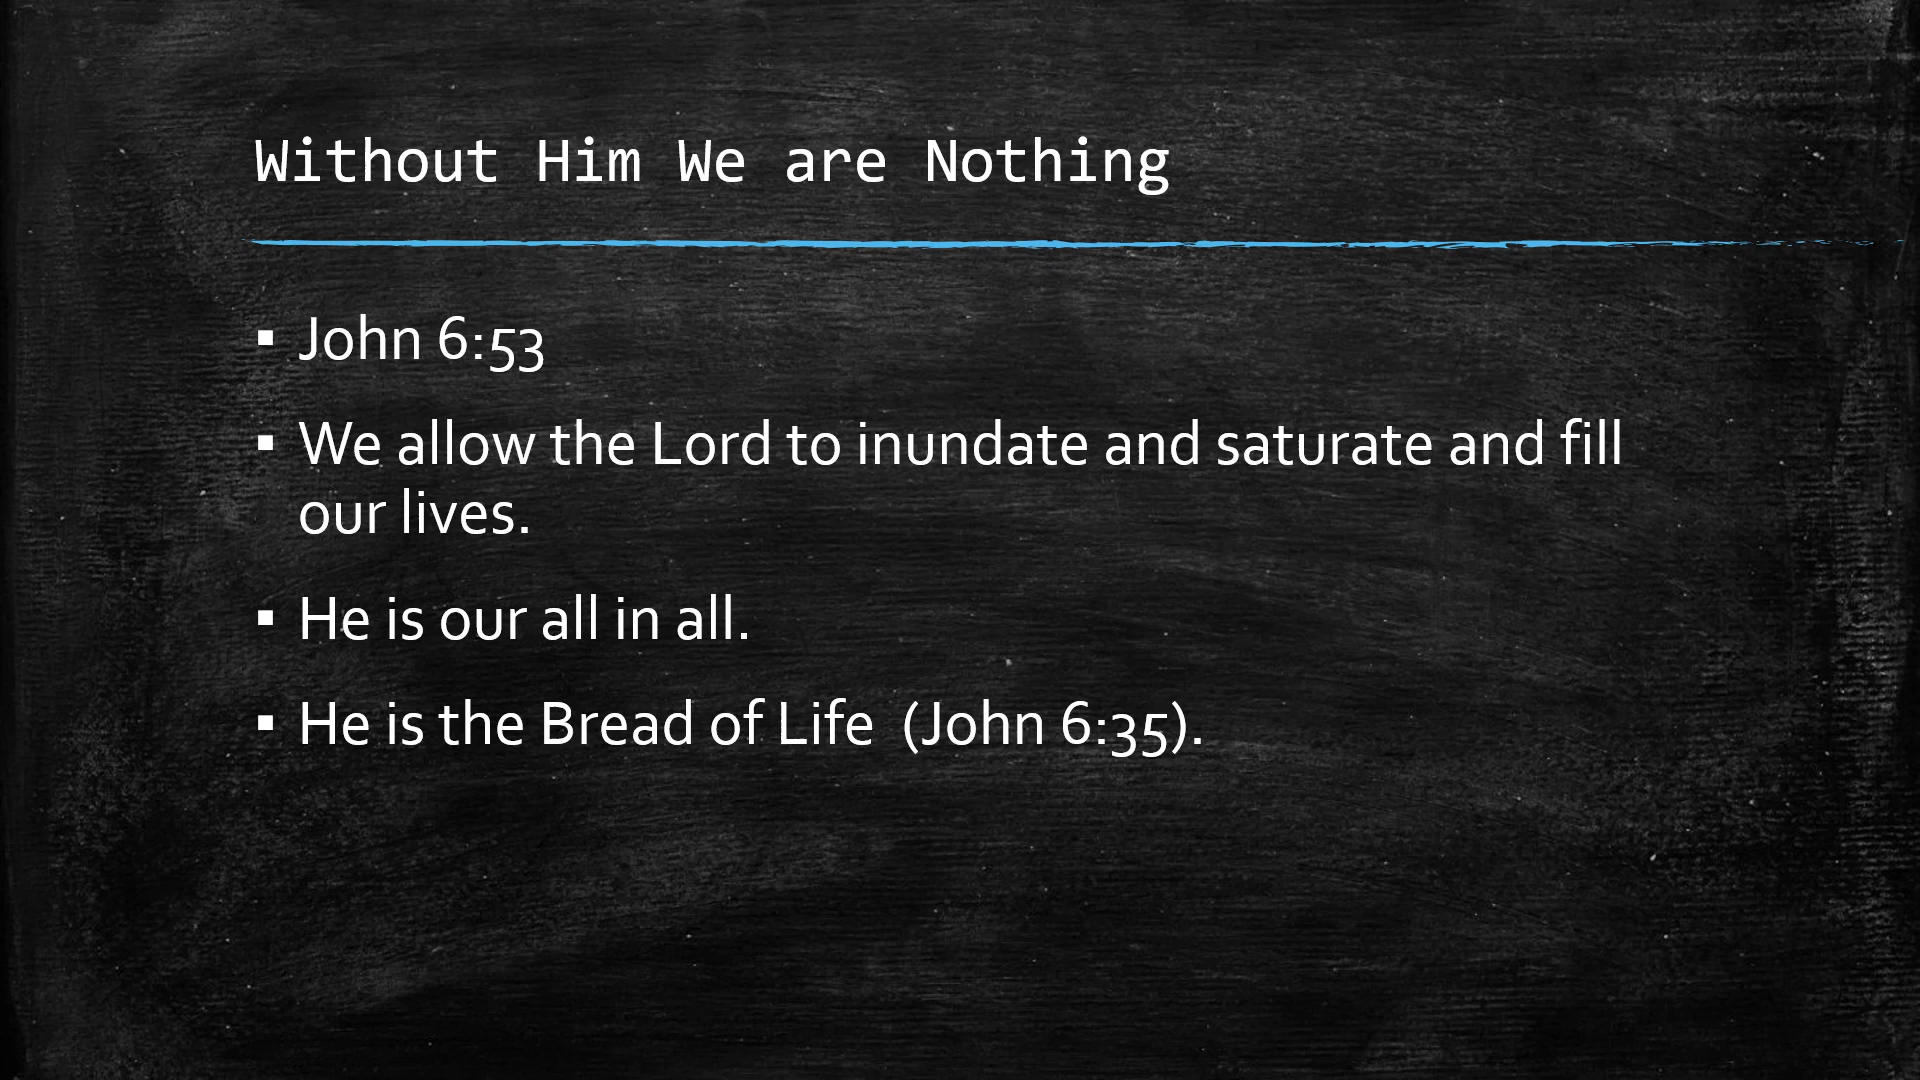 Without Him We are Nothing
▪ John 6:53
▪ We allow the Lord to inundate and saturate and fill
our lives.
▪ He is our all in all.
▪ He is the Bread of Life  (John 6:35).